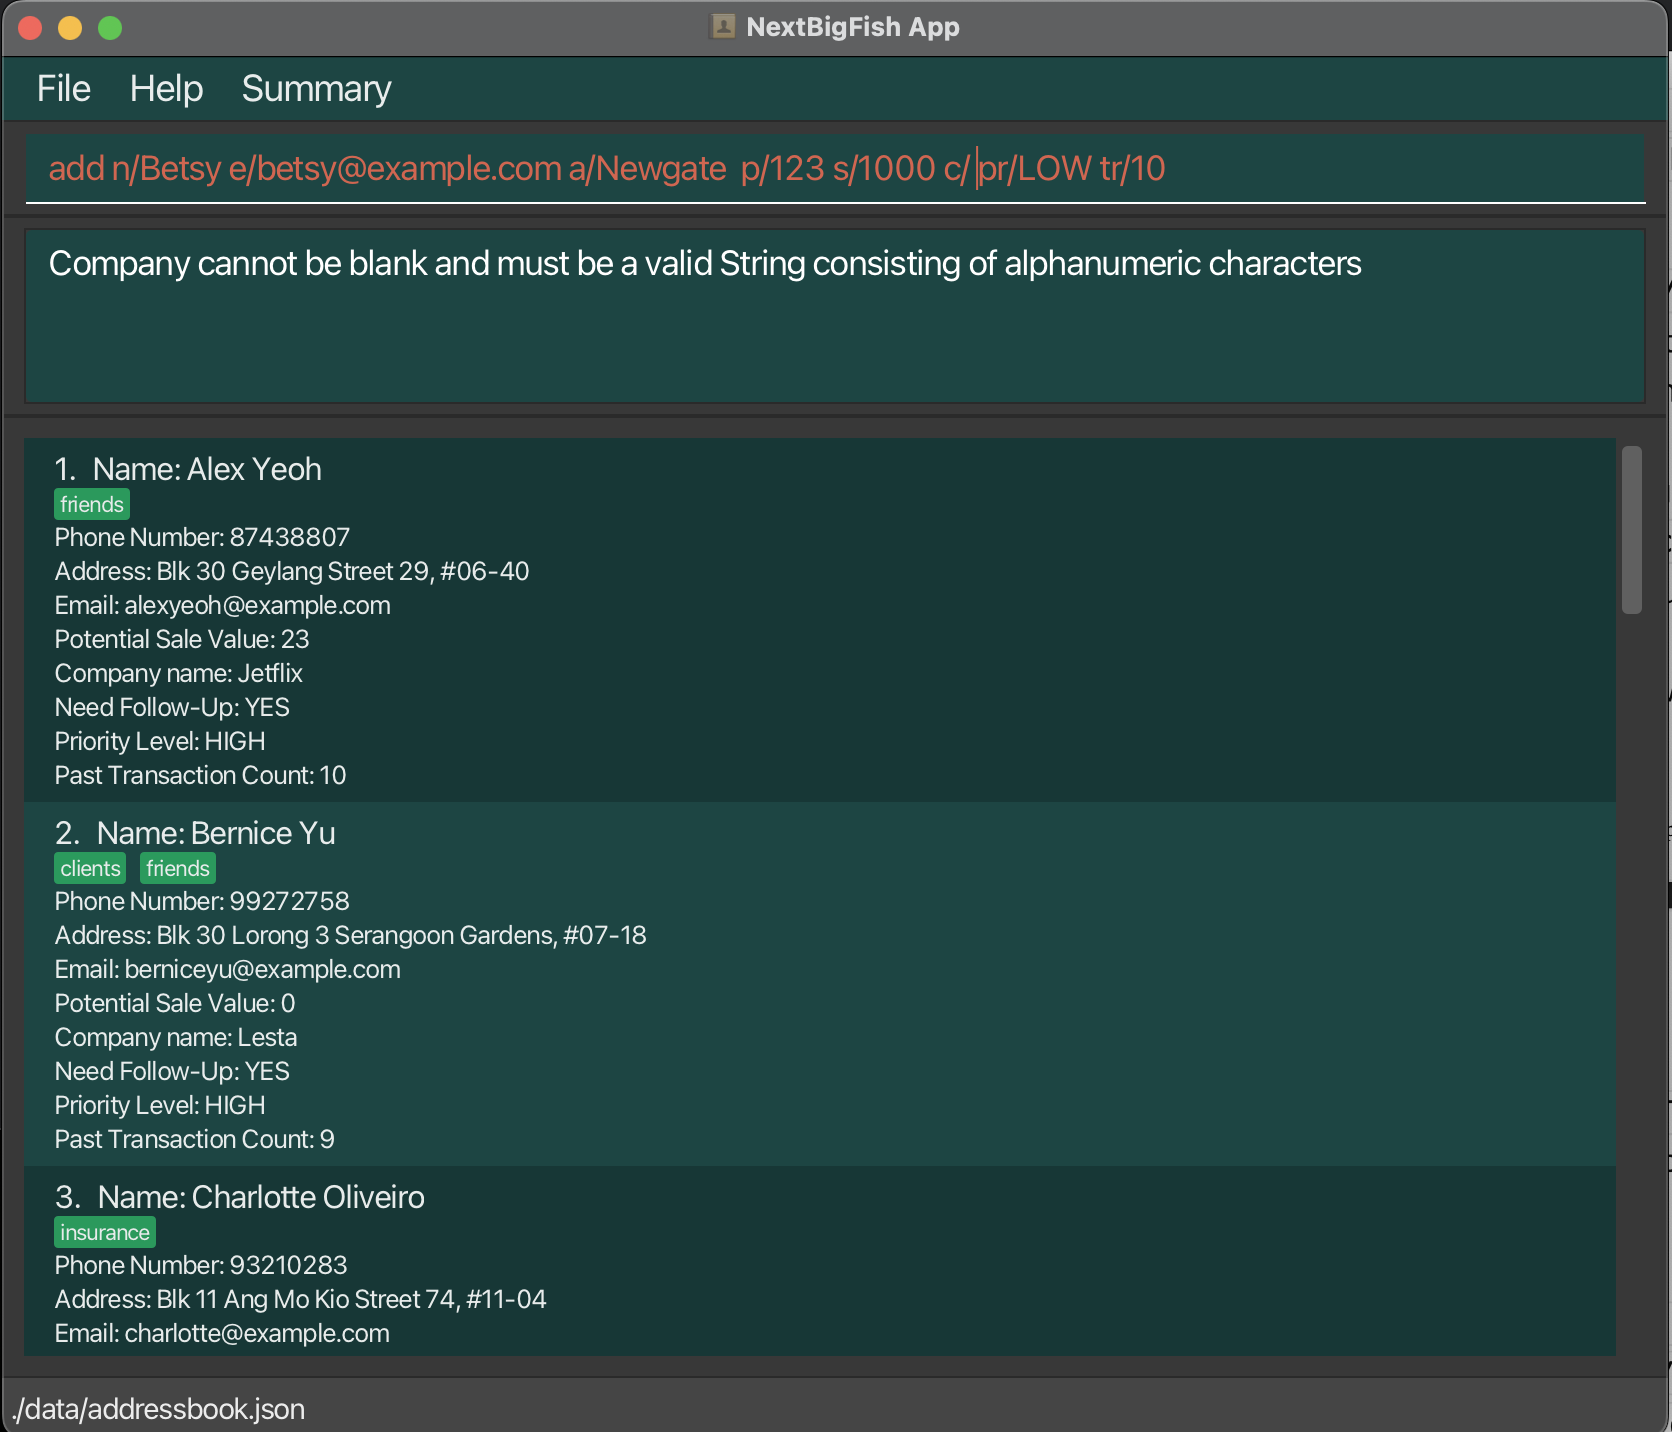 NextBigFish App
File Help Summary
add n/Betsy e/betsy@example.com a/Newgate  p/123 s/1000 c/ pr/LOW tr/10
Company cannot be blank and must be a valid String consisting of alphanumeric characters
1. Name: Alex Yeoh
friends
Phone Number: 87438807
Address: Blk 30 Geylang Street 29, #06-40
Email: alexyeoh@example.com
Potential Sale Value: 23
Company name: Jetflix
Need Follow-Up: YES
Priority Level: HIGH
Past Transaction Count: 10
2. Name: Bernice Yu
clients friends
Phone Number: 99272758
Address: Blk 30 Lorong 3 Serangoon Gardens, #07-18
Email: berniceyu@example.com
Potential Sale Value: 0
Company name: Lesta
Need Follow-Up: YES
Priority Level: HIGH
Past Transaction Count: 9
3. Name: Charlotte Oliveiro
insurance
Phone Number: 93210283
Address: Blk 11 Ang Mo Kio Street 74, #11-04
Email: charlotte@example.com
./data/addressbook.json